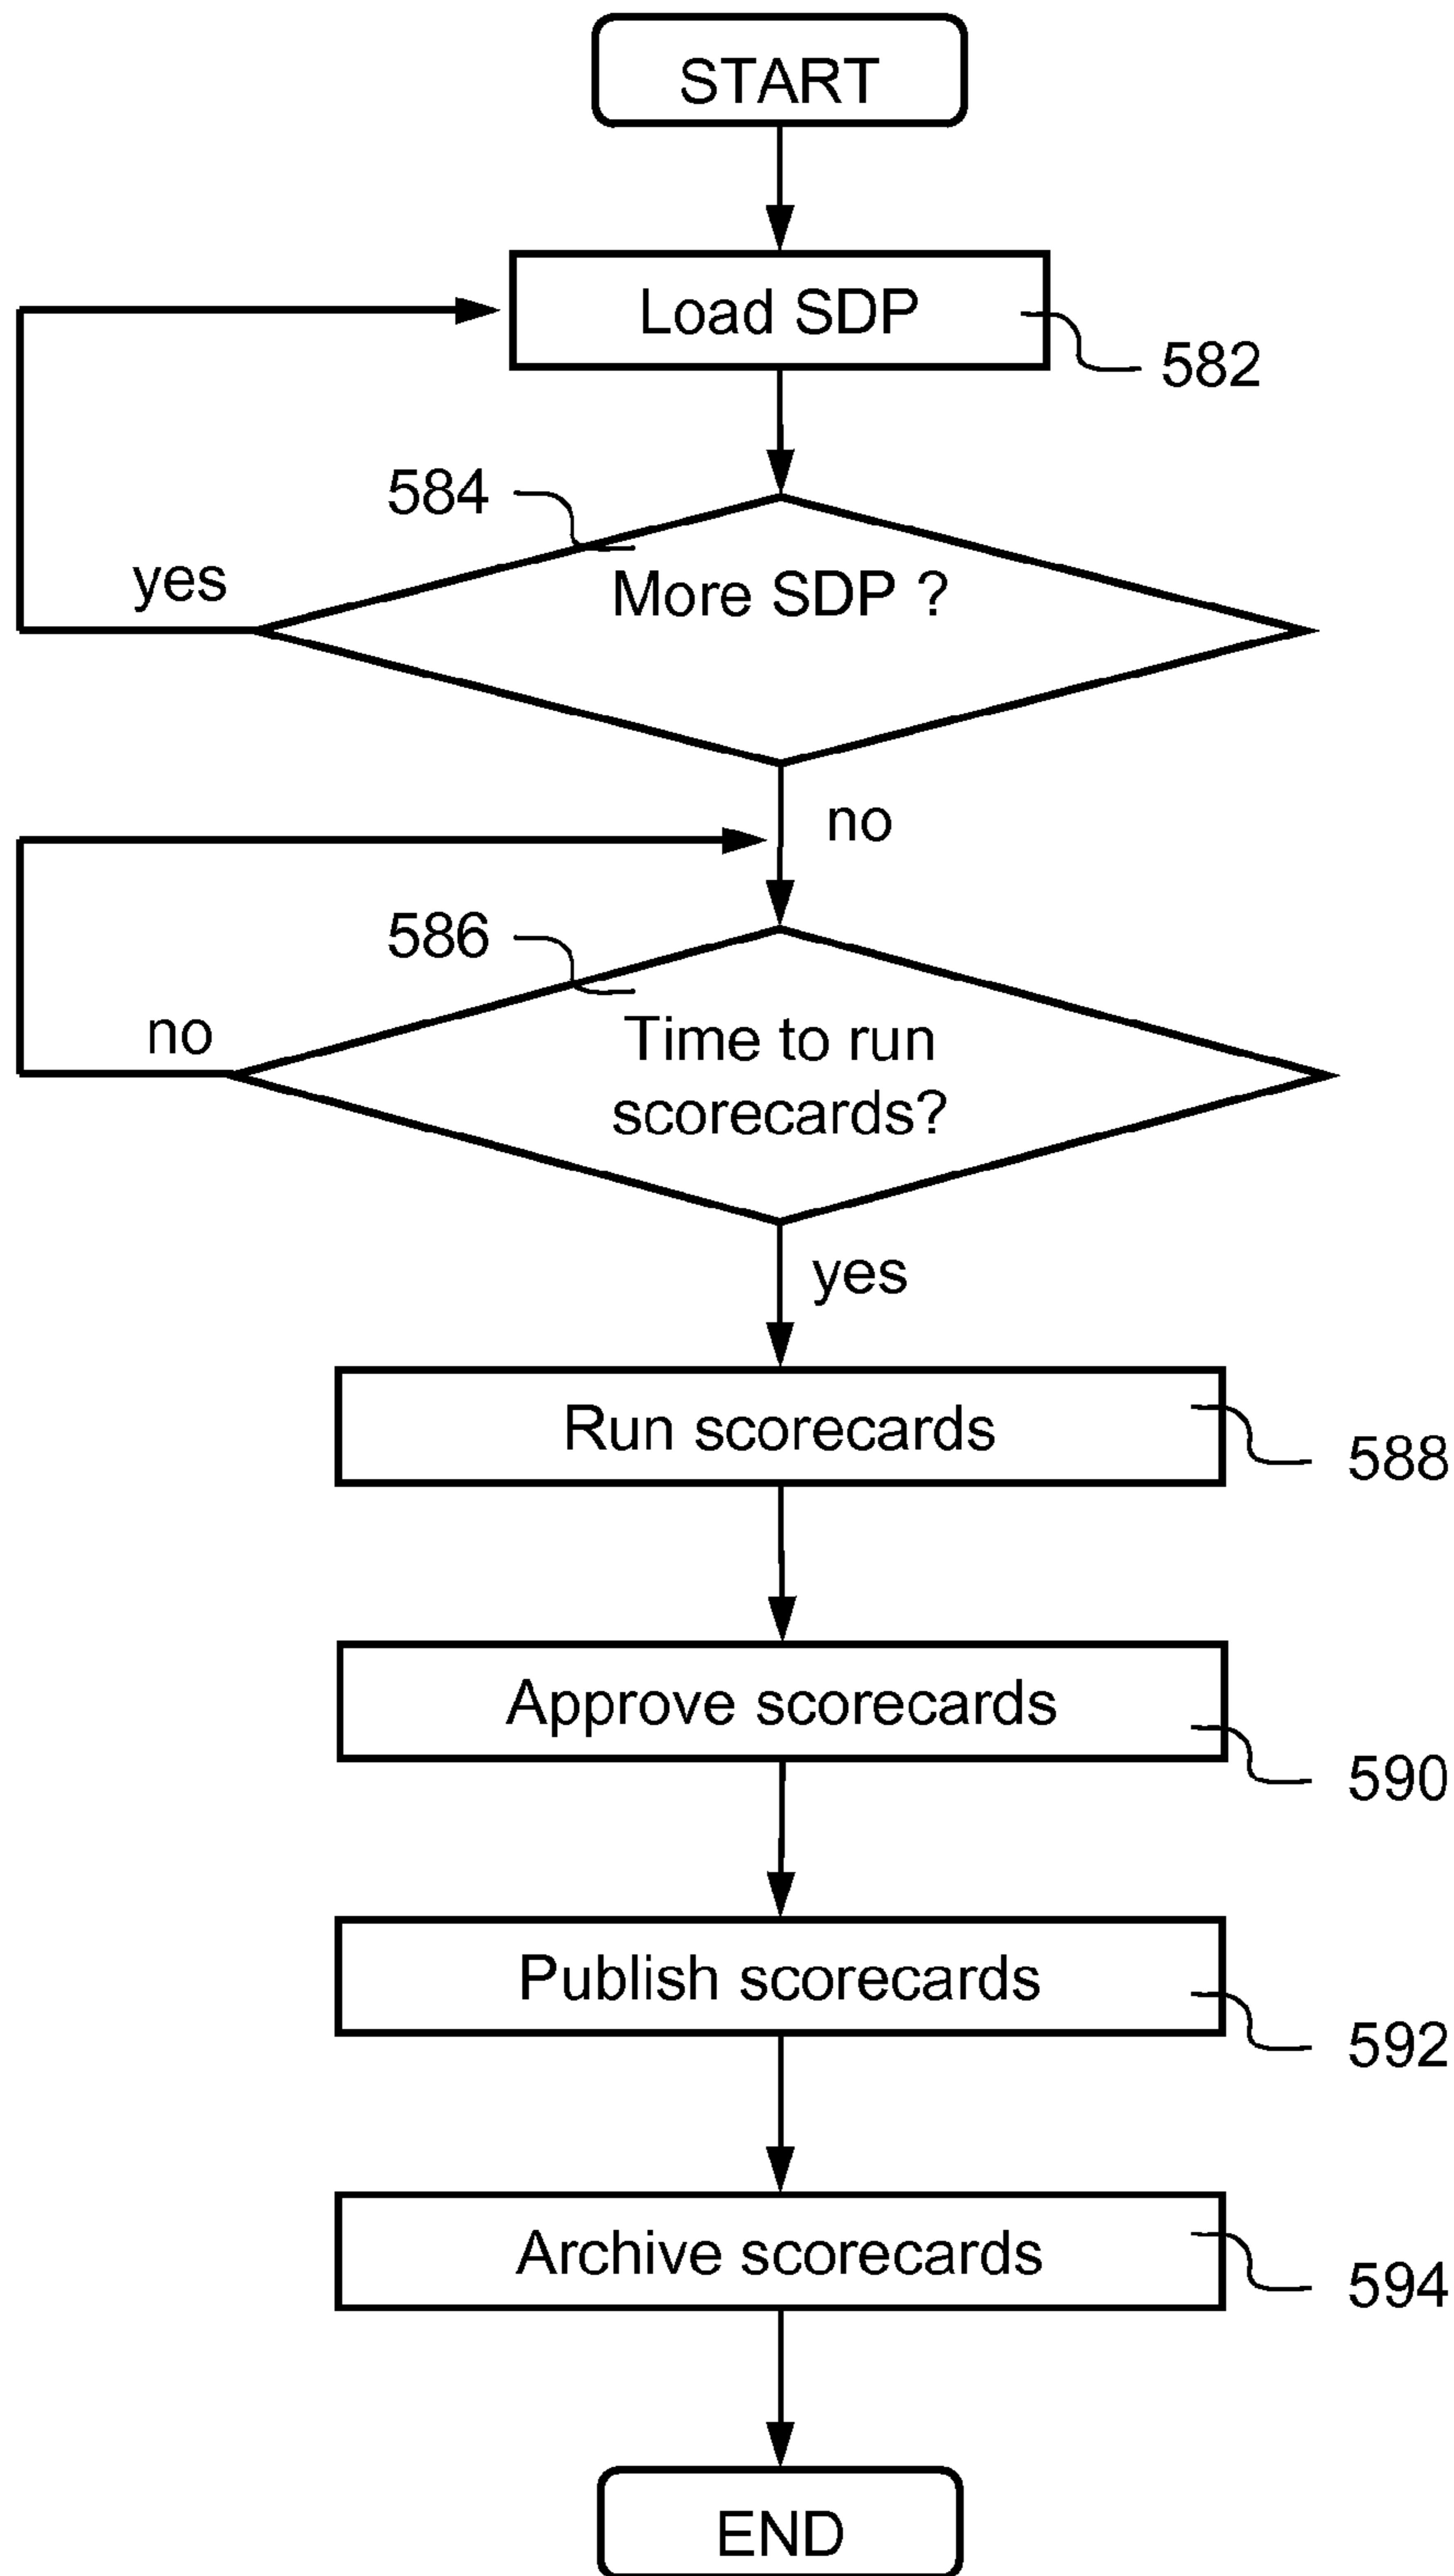 START
Load SDP
582
584
More SDP ?
yes
no
586
Time to run
scorecards?
no
yes
Run scorecards
588
Approve scorecards
590
Publish scorecards
592
Archive scorecards
594
END